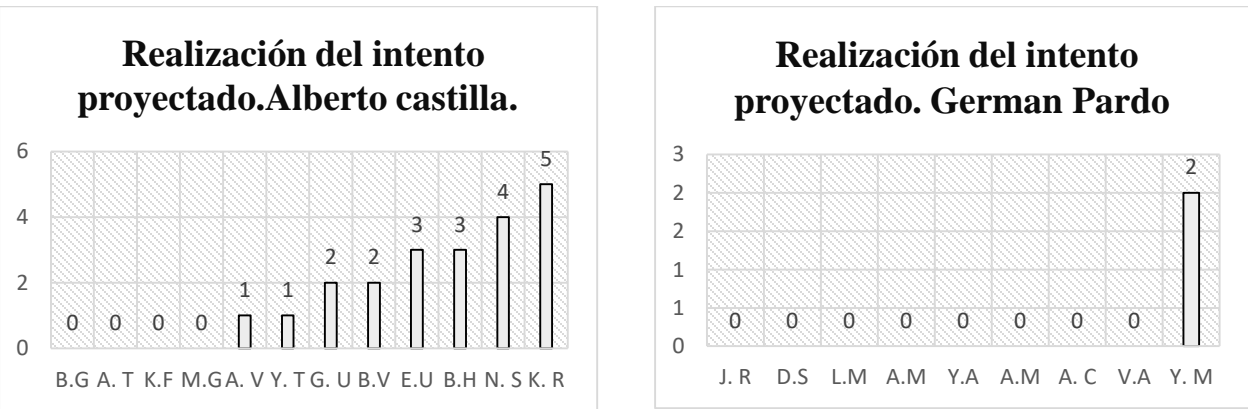 Realización del intento
proyectado.Alberto castilla.
6
4
2
0
0 0 0 0 1 1 2 2 3 3 4 5
B.G A. T K.F M.G A. V Y. T G. U B.V E.U B.H N. S K. R
Realización del intento
proyectado. German Pardo
3
2
2
1
1
0
0 0 0 0 0 0 0 0 2
J. R D.S L.M A.M Y.A A.M A. C V.A Y. M